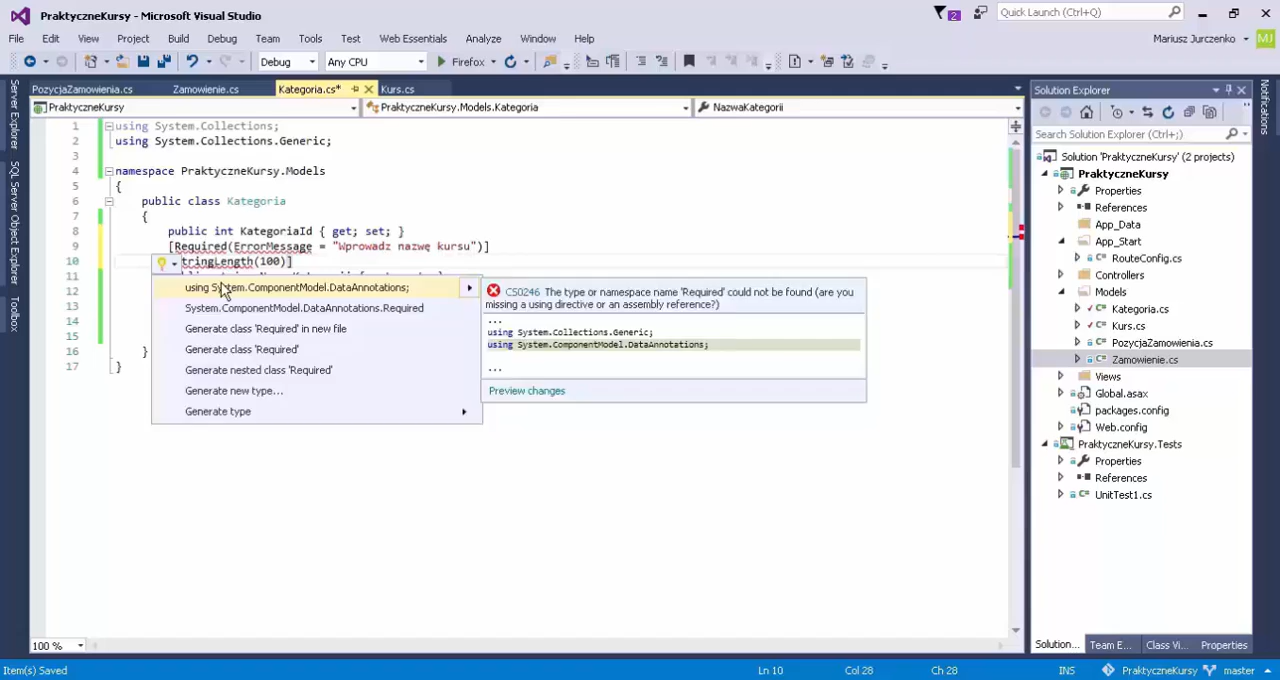 PraktyczneKursy - Microsoft Visual Studio
2
Quick Launch (Ctrl+Q)
File Edit View Project Build Debug Team Tools Test Web Essentials Analyze Window Help
Mariusz Jurczenko MJ
Debug Any CPU Firefox
Server Explorer
SQL Server Object Explorer
Toolbox
PozycjaZamowienia.cs Zamowienie.cs Kategoria.cs* Kurs.cs
PraktyczneKursy PraktyczneKursy.Models.Kategoria NazwaKategorii
1 using System.Collections;
2 using System.Collections.Generic;
3
4 namespace PraktyczneKursy.Models
5 {
6 public class Kategoria
7 {
8 public int KategoriaId { get; set; }
9 [Required(ErrorMessage = "Wprowadz nazwę kursu")]
10 tringLength(100)]
11
12
13
14
15
16 }
17 }
using System.ComponentModel.DataAnnotations;
System.ComponentModel.DataAnnotations.Required
Generate class 'Required' in new file
Generate class 'Required'
Generate nested class 'Required'
Generate new type...
Generate type
CS0246 The type or namespace name 'Required' could not be found (are you
missing a using directive or an assembly reference?)
...
using System.Collections.Generic;
using System.ComponentModel.DataAnnotations;
...
Preview changes
100 %
Solution Explorer
Search Solution Explorer (Ctrl+;)
Solution 'PraktyczneKursy' (2 projects)
PraktyczneKursy
Properties
References
App_Data
App_Start
RouteConfig.cs
Controllers
Models
Kategoria.cs
Kurs.cs
PozycjaZamowienia.cs
Zamowienie.cs
Views
Global.asax
packages.config
Web.config
PraktyczneKursy.Tests
Properties
References
UnitTest1.cs
Solution... Team E... Class Vi... Properties
Notifications
Item(s) Saved Ln 10 Col 28 Ch 28 INS PraktyczneKursy master